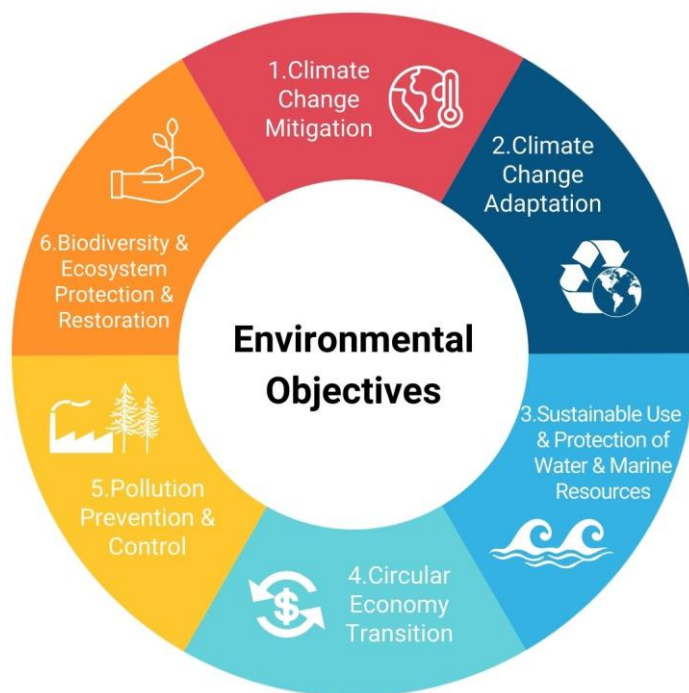 1.Climate
Change
Mitigation
2.Climate
Change
Adaptation
3.Sustainable Use
& Protection of
Water & Marine
Resources
4.Circular
Economy
Transition
$
5.Pollution
Prevention &
Control
6.Biodiversity &
Ecosystem
Protection &
Restoration
Environmental
Objectives